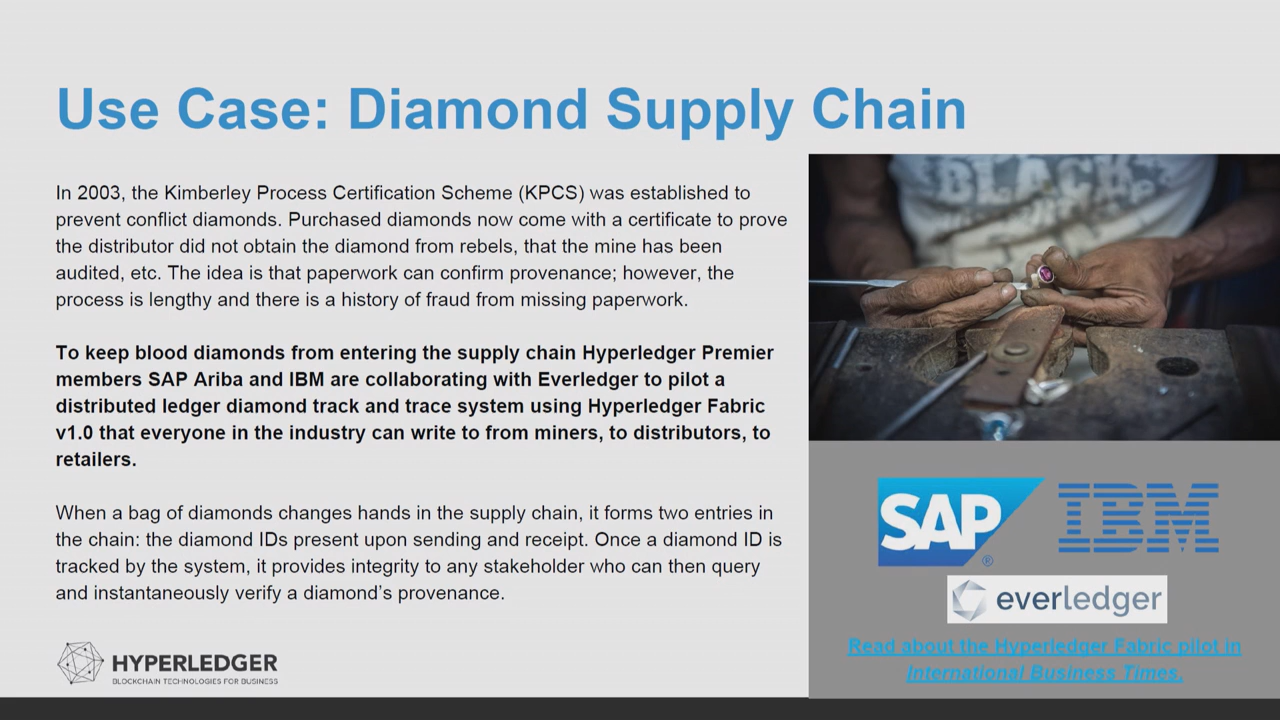 Use Case: Diamond Supply Chain
In 2003, the Kimberley Process Certification Scheme (KPCS) was established to
prevent conflict diamonds. Purchased diamonds now come with a certificate to prove
the distributor did not obtain the diamond from rebels, that the mine has been
audited, etc. The idea is that paperwork can confirm provenance; however, the
process is lengthy and there is a history of fraud from missing paperwork.
To keep blood diamonds from entering the supply chain Hyperledger Premier
members SAP Ariba and IBM are collaborating with Everledger to pilot a
distributed ledger diamond track and trace system using Hyperledger Fabric
v1.0 that everyone in the industry can write to from miners, to distributors, to
retailers.
When a bag of diamonds changes hands in the supply chain, it forms two entries in
the chain: the diamond IDs present upon sending and receipt. Once a diamond ID is
tracked by the system, it provides integrity to any stakeholder who can then query
and instantaneously verify a diamond’s provenance.
HYPERLEDGER
BLOCKCHAIN TECHNOLOGIES FOR BUSINESS
BLACK
SAP®
IBM
everledger
Read about the Hyperledger Fabric pilot in
International Business Times.